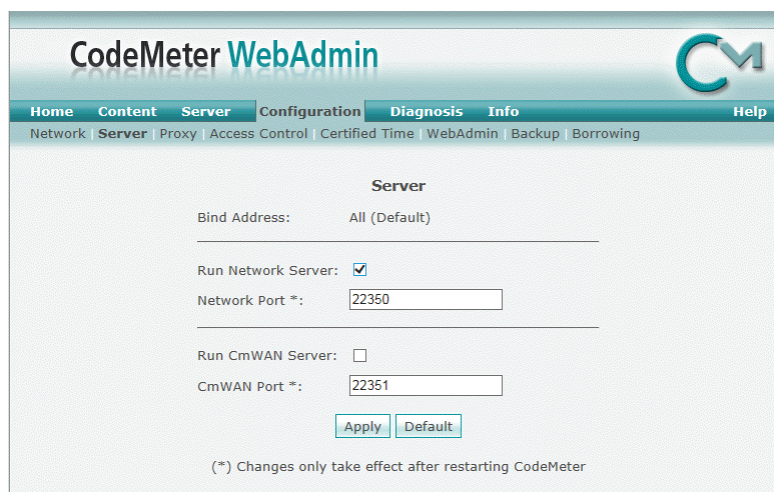 CodeMeter WebAdmin
CM
Home Content Server Configuration Diagnosis Info Help
Network | Server | Proxy | Access Control | Certified Time | WebAdmin | Backup | Borrowing
Server
Bind Address: All (Default)
Run Network Server:
Network Port *: 22350
Run CmWAN Server:
CmWAN Port *: 22351
Apply Default
(*) Changes only take effect after restarting CodeMeter